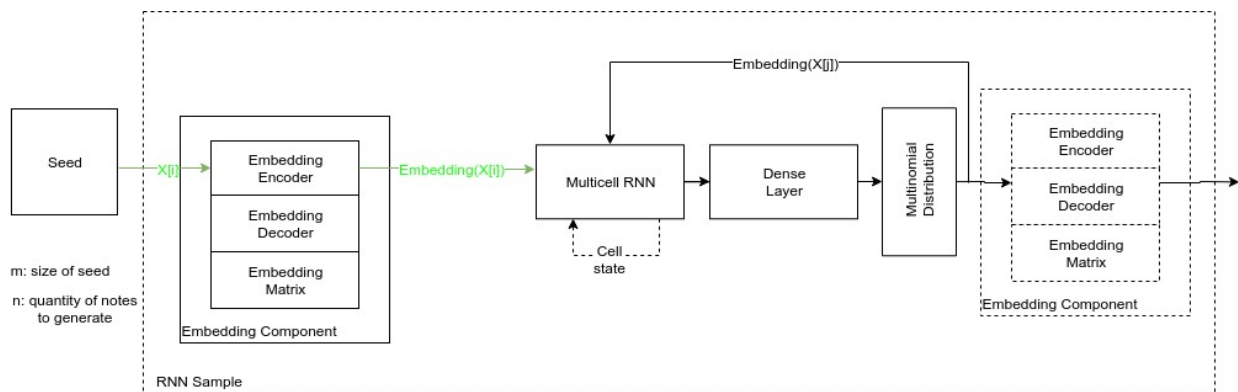 Seed
X[i]
Embedding
Encoder
Embedding
Decoder
Embedding
Matrix
Embedding Component
Embedding(X[i])
Embedding(X[j])
Multicell RNN
Cell
state
Dense
Layer
Multinomial
Distribution
Embedding
Encoder
Embedding
Decoder
Embedding
Matrix
Embedding Component
m: size of seed
n: quantity of notes
to generate
RNN Sample